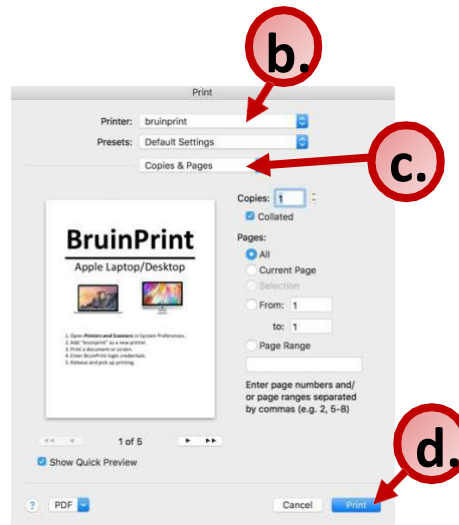 b.
Print
Printer: bruinprint
Presets: Default Settings
Copies & Pages
c.
Copies: 1
Collated
BruinPrint
Apple Laptop/Desktop
1. Open Printers and Scanners in System Preferences.
2. Add "bruinprint" as a new printer.
3. Print a document or screen.
4. Enter BruinPrint login credentials.
5. Release and pick up printing.
Pages:
All
Current Page
Selection
From: 1
to: 1
Page Range
Enter page numbers and/
or page ranges separated
by commas (e.g. 2, 5-8)
1 of 5
Show Quick Preview
d.
? PDF Cancel Print